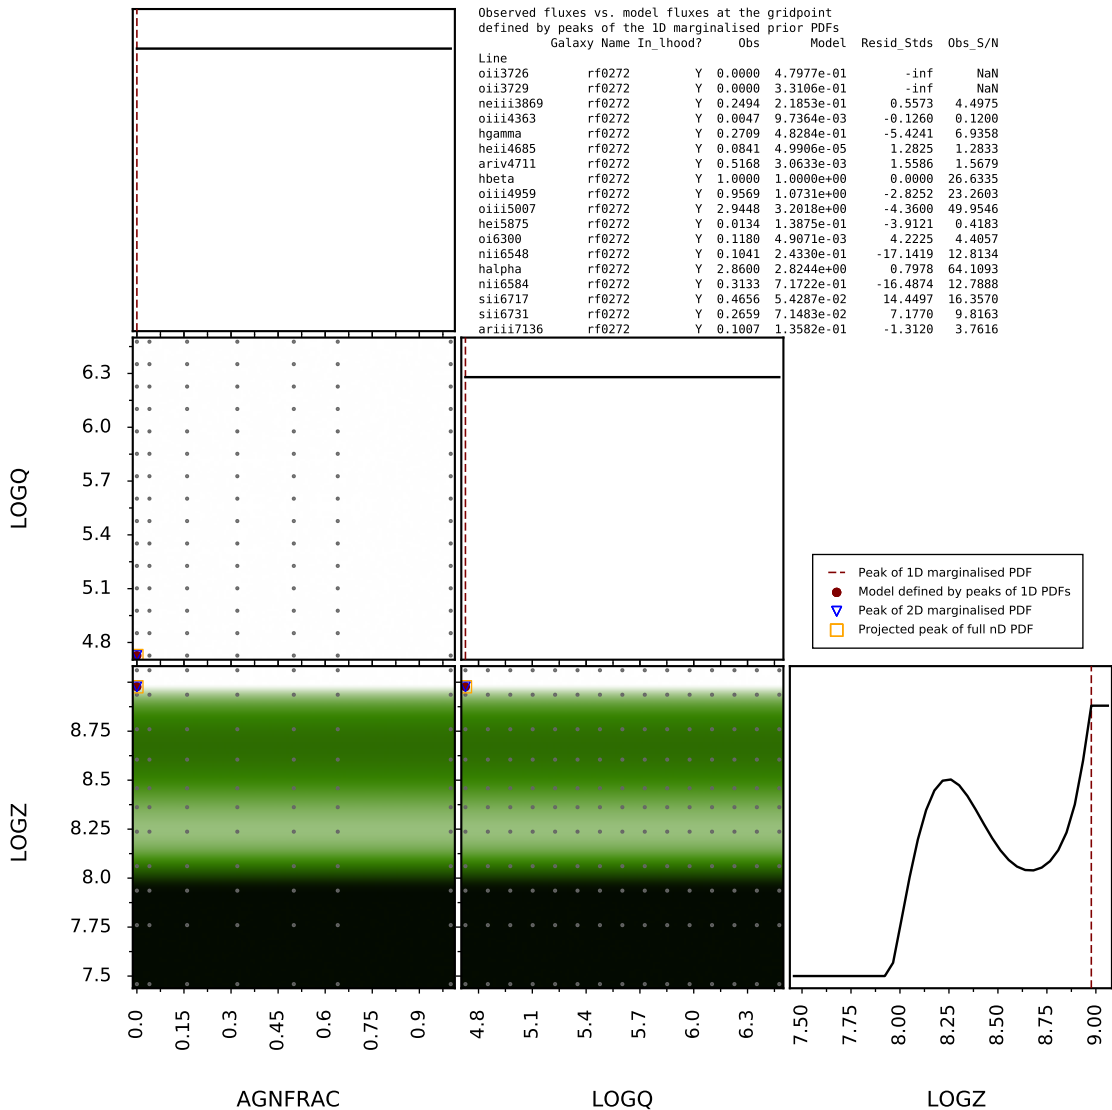 Observed fluxes vs. model fluxes at the gridpoint
defined by peaks of the 1D marginalised prior PDFs
Galaxy Name In_lhood? Obs Model Resid_Stds Obs_S/N
Line
oii3726 rf0272 Y 0.0000 4.7977e-01 -inf NaN
oii3729 rf0272 Y 0.0000 3.3106e-01 -inf NaN
neiii3869 rf0272 Y 0.2494 2.1853e-01 0.5573 4.4975
oiii4363 rf0272 Y 0.0047 9.7364e-03 -0.1260 0.1200
hgamma rf0272 Y 0.2709 4.8284e-01 -5.4241 6.9358
heii4685 rf0272 Y 0.0841 4.9906e-05 1.2825 1.2833
ariv4711 rf0272 Y 0.5168 3.0633e-03 1.5586 1.5679
hbeta rf0272 Y 1.0000 1.0000e+00 0.0000 26.6335
oiii4959 rf0272 Y 0.9569 1.0731e+00 -2.8252 23.2603
oiii5007 rf0272 Y 2.9448 3.2018e+00 -4.3600 49.9546
hei5875 rf0272 Y 0.0134 1.3875e-01 -3.9121 0.4183
oi6300 rf0272 Y 0.1180 4.9071e-03 4.2225 4.4057
nii6548 rf0272 Y 0.1041 2.4330e-01 -17.1419 12.8134
halpha rf0272 Y 2.8600 2.8244e+00 0.7978 64.1093
nii6584 rf0272 Y 0.3133 7.1722e-01 -16.4874 12.7888
sii6717 rf0272 Y 0.4656 5.4287e-02 14.4497 16.3570
sii6731 rf0272 Y 0.2659 7.1483e-02 7.1770 9.8163
ariii7136 rf0272 Y 0.1007 1.3582e-01 -1.3120 3.7616
6.3
6.0
5.7
5.4
5.1
4.8
LOGQ
Peak of 1D marginalised PDF
Model defined by peaks of 1D PDFs
Peak of 2D marginalised PDF
Projected peak of full nD PDF
8.75
8.5
8.25
8.0
7.75
7.5
LOGZ
0.0 0.15 0.3 0.45 0.6 0.75 0.9
4.8 5.1 5.4 5.7 6.0 6.3
7.50 7.75 8.00 8.25 8.50 8.75 9.00
AGNFRAC LOGQ LOGZ